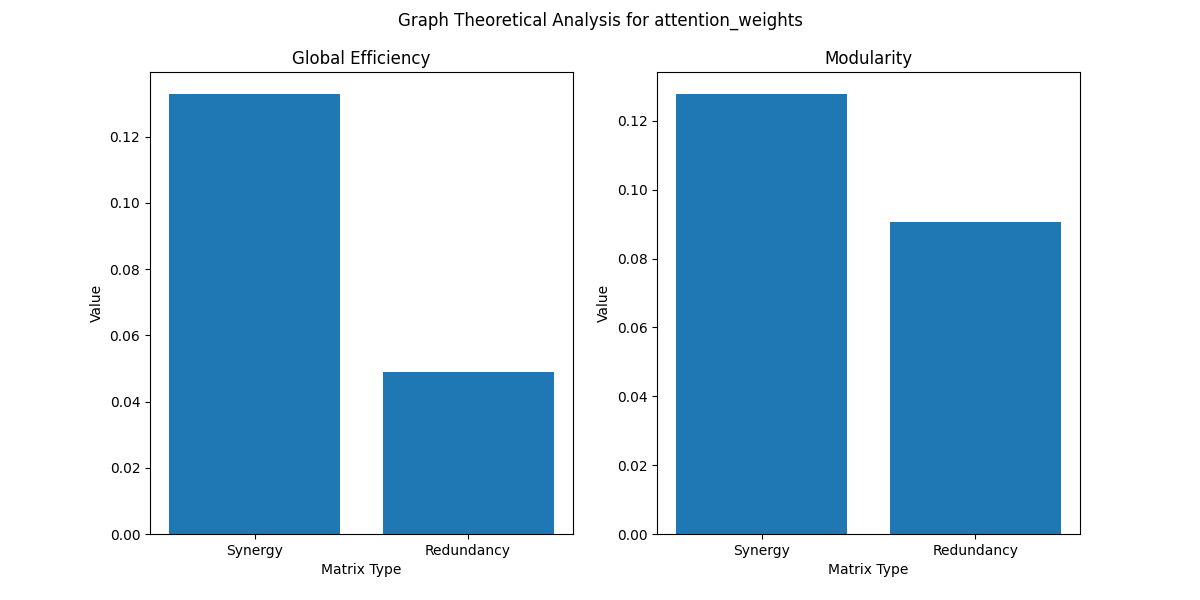 Graph Theoretical Analysis for attention_weights
Global Efficiency
Value
0.12
0.10
0.08
0.06
0.04
0.02
0.00
Synergy
Redundancy
Matrix Type
Modularity
Value
0.12
0.10
0.08
0.06
0.04
0.02
0.00
Synergy
Redundancy
Matrix Type